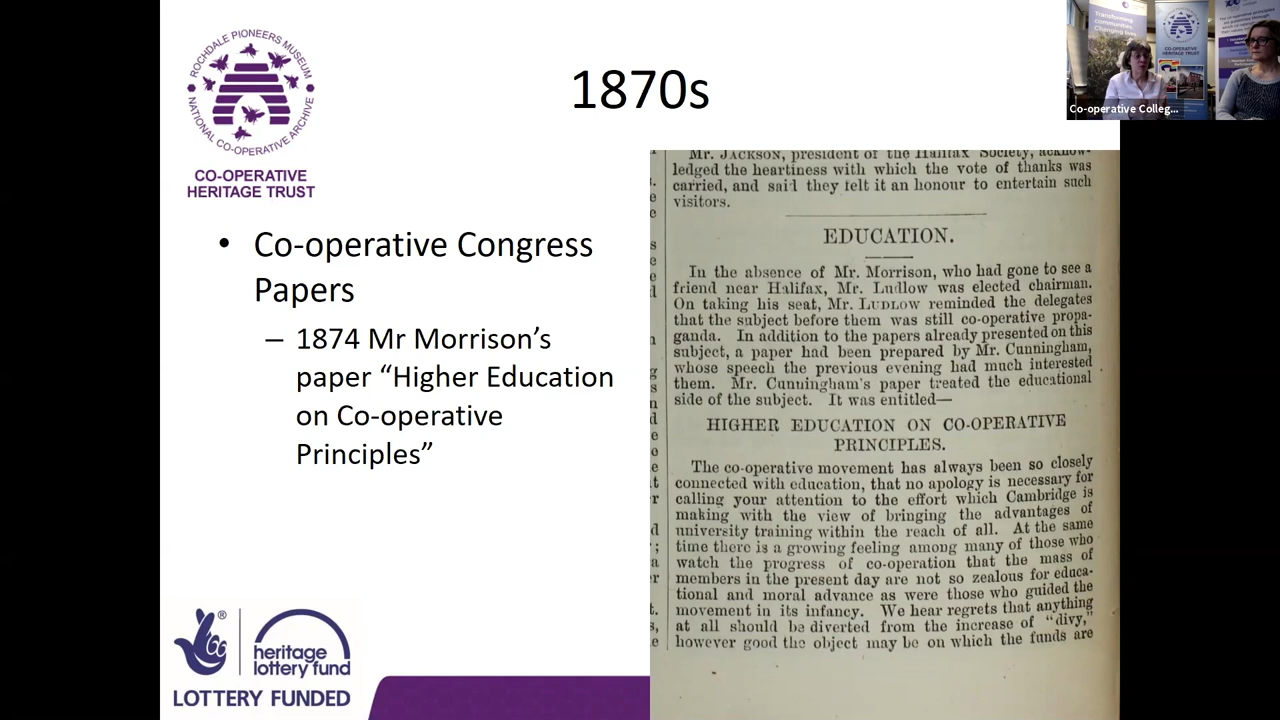 ROCHDALE PIONEERS MUSEUM
NATIONAL CO-OPERATIVE ARCHIVE
CO-OPERATIVE
HERITAGE TRUST
1870s
Transforming
communities.
Changing lives.
CO-OPERATIVE
HERITAGE TRUST
Co-operative Colleg...
• Co-operative Congress
Papers
– 1874 Mr Morrison’s
paper “Higher Education
on Co-operative
Principles”
Mr. JACKSON, president of the Halifax Society, acknow-
ledged the heartiness with which the vote of thanks was
carried, and said they felt it an honour to entertain such
visitors.
EDUCATION.
In the absence of Mr. Morrison, who had gone to see a
friend near Halifax, Mr. Ludlow was elected chairman.
On taking his seat, Mr. LUDLOW reminded the delegates
that the subject before them was still co-operative propa-
ganda. In addition to the papers already presented on this
subject, a paper had been prepared by Mr. Cunningham,
whose speech the previous evening had much interested
them. Mr. Cunningham's paper treated the educational
side of the subject. It was entitled—
HIGHER EDUCATION ON CO-OPERATIVE
PRINCIPLES.
The co-operative movement has always been so closely
connected with education, that no apology is necessary for
calling your attention to the effort which Cambridge is
making with the view of bringing the advantages of
university training within the reach of all. At the same
time there is a growing feeling among many of those who
watch the progress of co-operation that the mass of
members in the present day are not so zealous for educa-
tional and moral advance as were those who guided the
movement in its infancy. We hear regrets that anything
at all should be diverted from the increase of "divy,"
however good the object may be on which the funds are
®
heritage
lottery fund
LOTTERY FUNDED